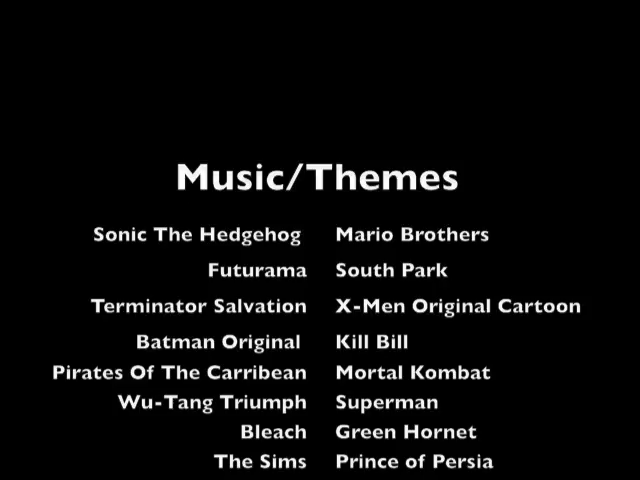 Music/Themes
Sonic The Hedgehog Mario Brothers
Futurama South Park
Terminator Salvation X-Men Original Cartoon
Batman Original Kill Bill
Pirates Of The Carribean Mortal Kombat
Wu-Tang Triumph Superman
Bleach Green Hornet
The Sims Prince of Persia